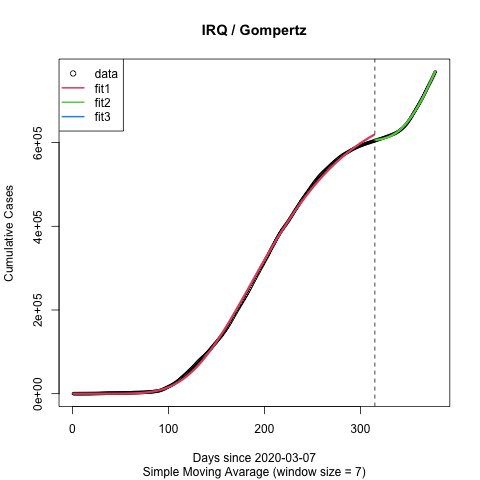 IRQ / Gompertz
data
fit1
fit2
fit3
Cumulative Cases
6e+05
4e+05
2e+05
0e+00
0 100 200 300
Days since 2020-03-07
Simple Moving Avarage (window size = 7)